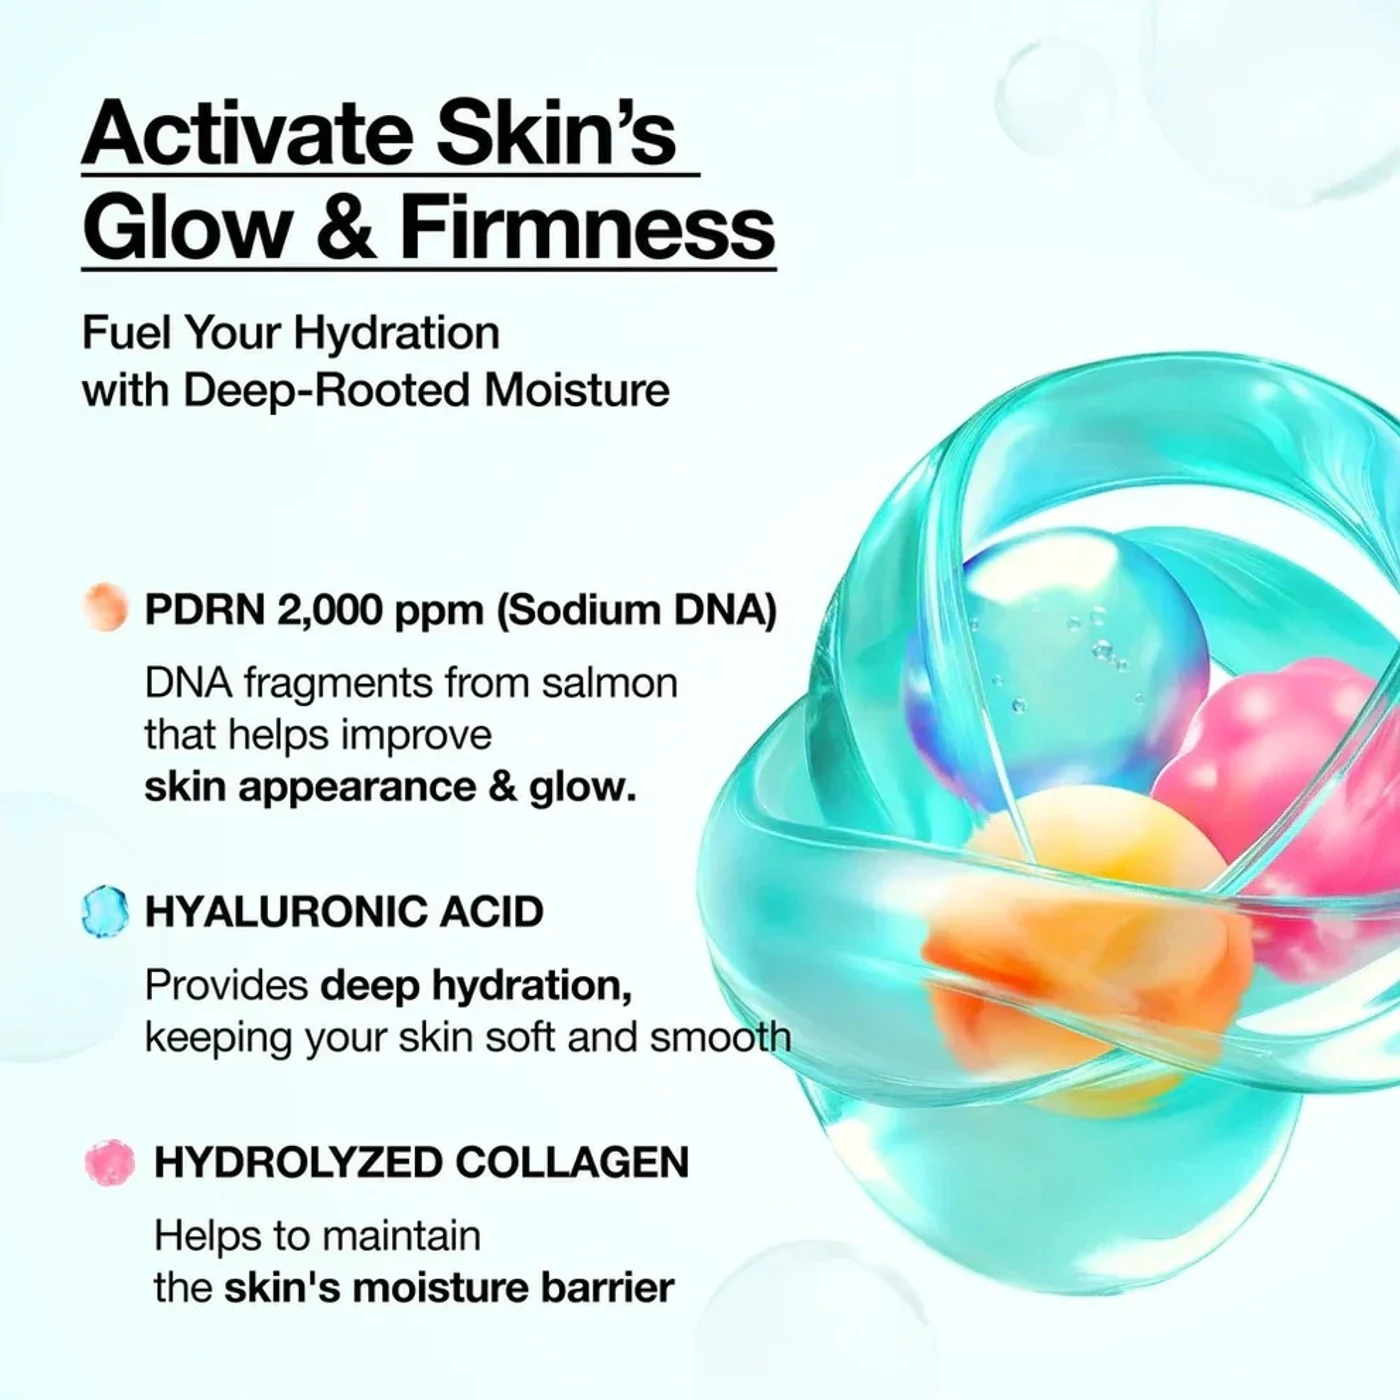 Activate Skin’s
Glow & Firmness
Fuel Your Hydration
with Deep-Rooted Moisture
PDRN 2,000 ppm (Sodium DNA)
DNA fragments from salmon
that helps improve
skin appearance & glow.
HYALURONIC ACID
Provides deep hydration,
keeping your skin soft and smooth
HYDROLYZED COLLAGEN
Helps to maintain
the skin's moisture barrier